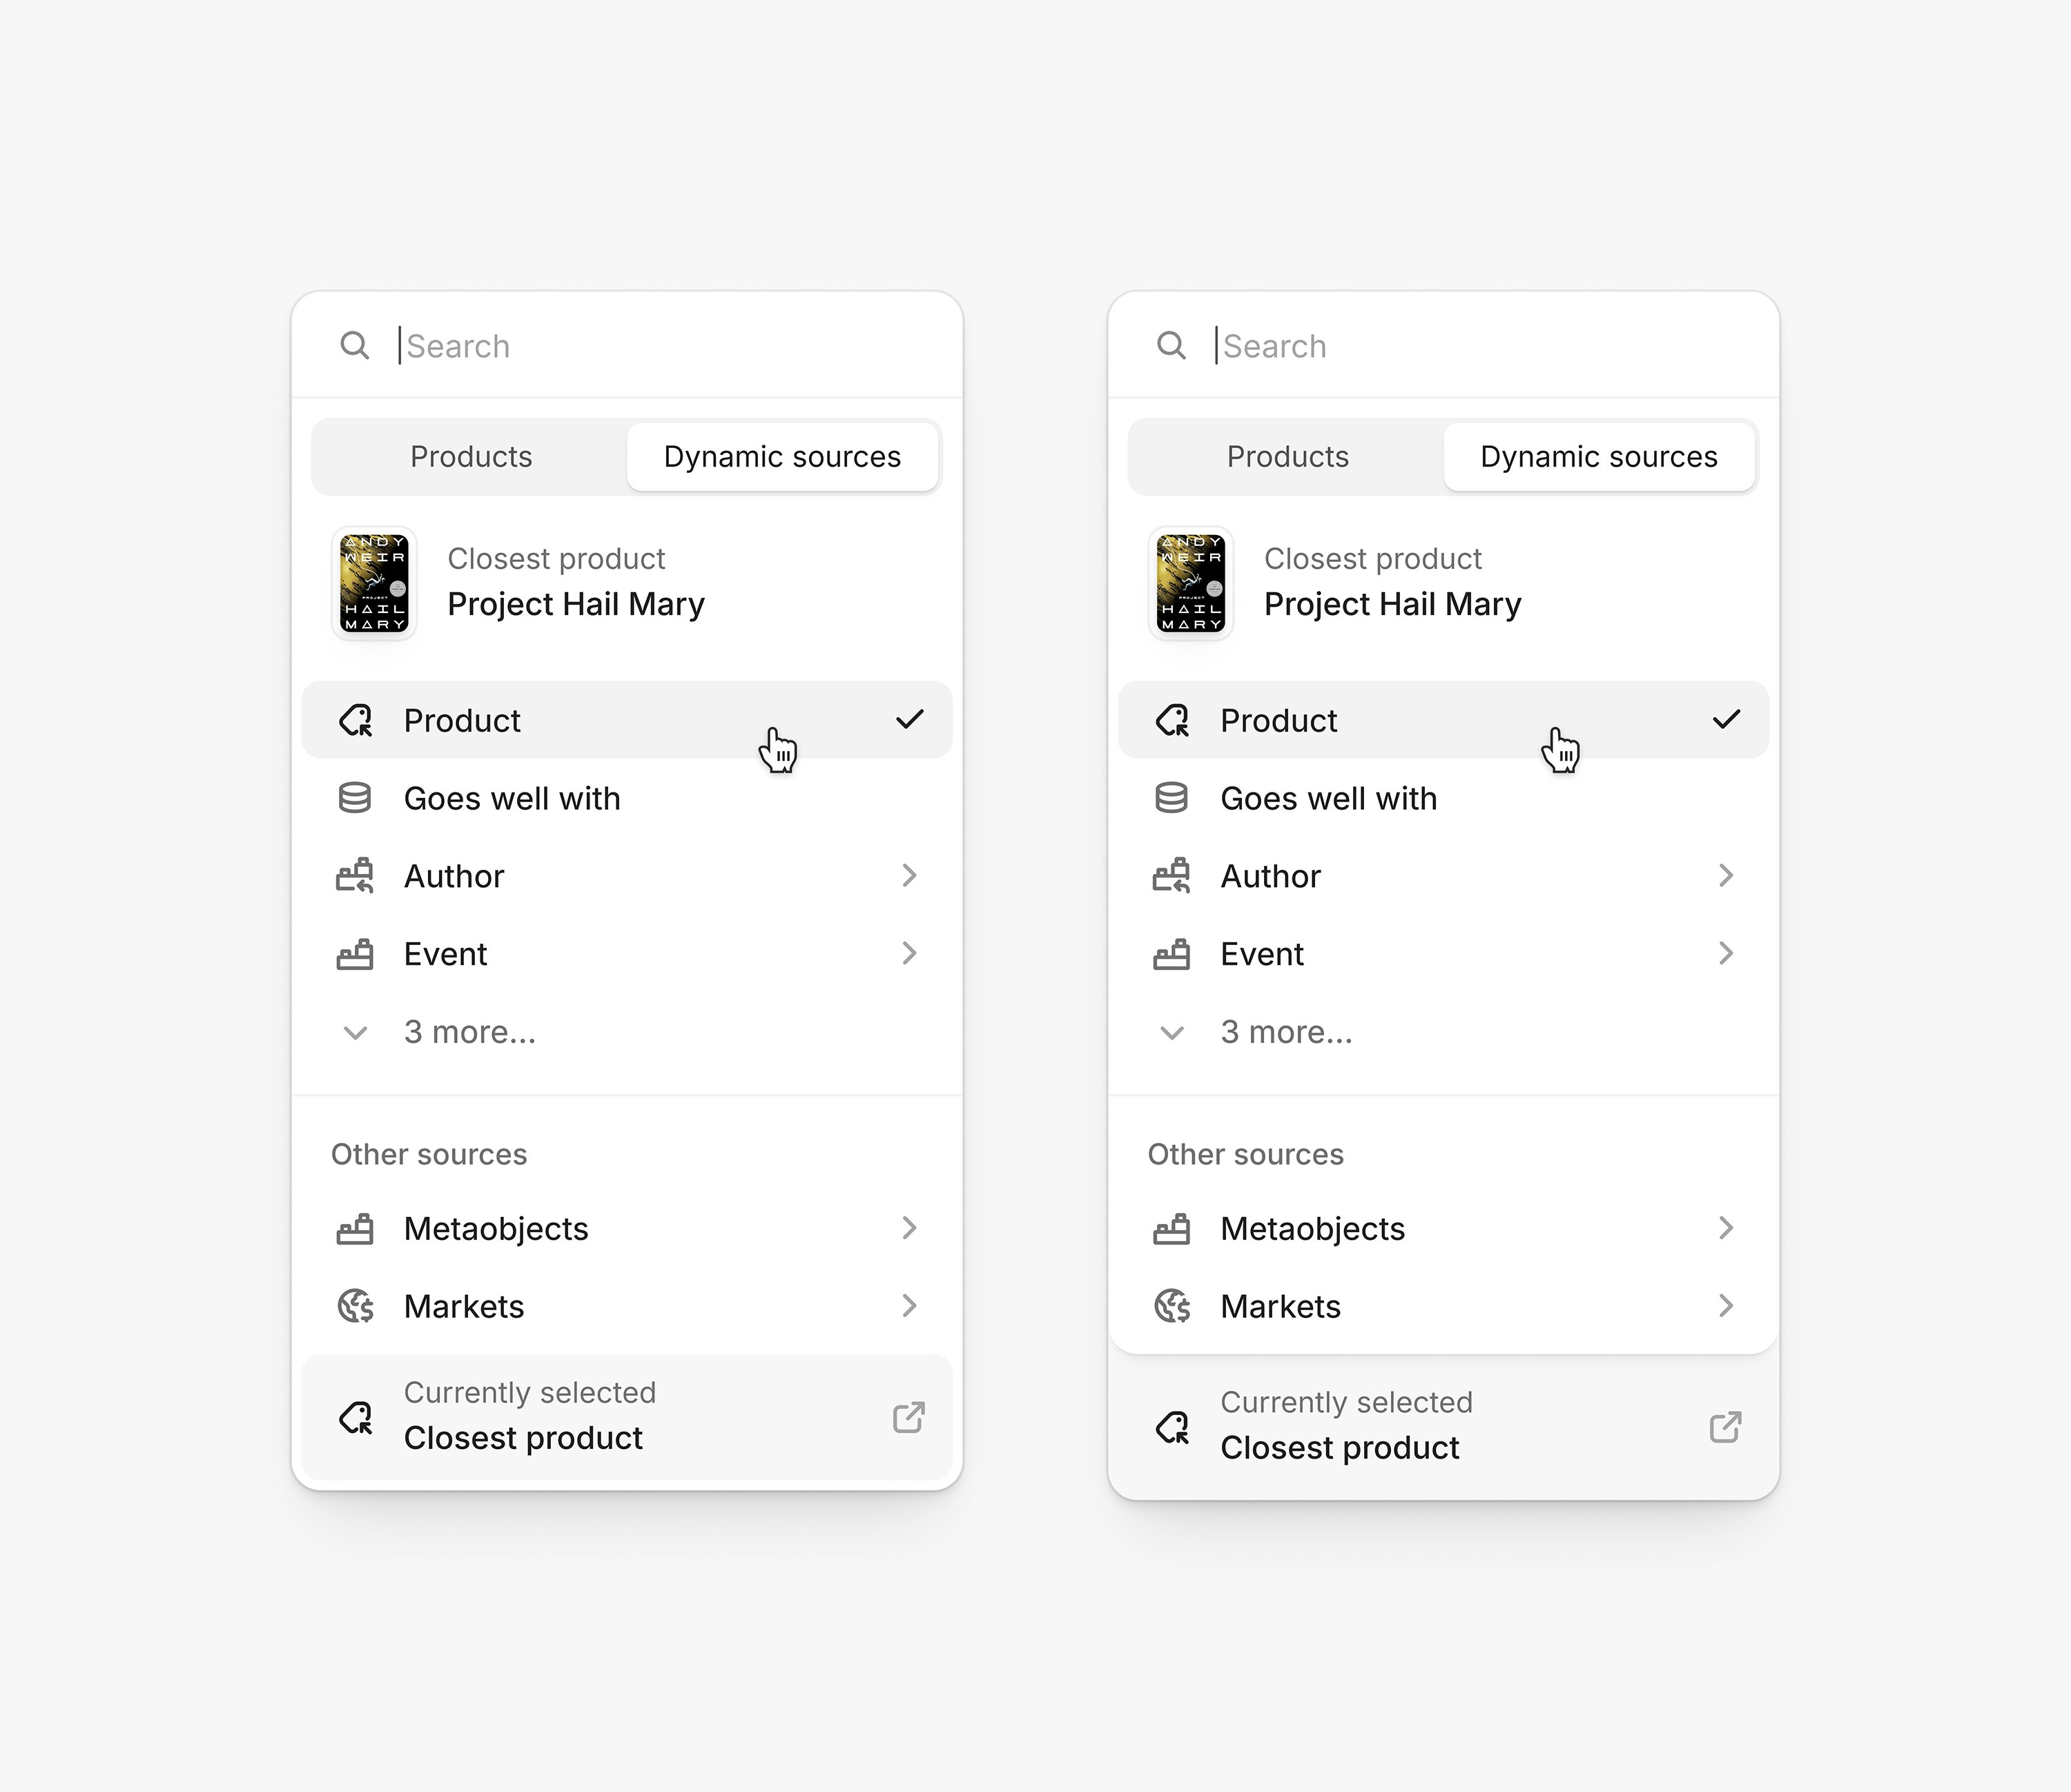 Search
Products
Dynamic sources
ANDY
WEIR
PROJECT
HAIL
MARY
Closest product
Project Hail Mary
Product
Goes well with
Author
Event
3 more...
Other sources
Metaobjects
Markets
Currently selected
Closest product
Search
Products
Dynamic sources
ANDY
WEIR
PROJECT
HAIL
MARY
Closest product
Project Hail Mary
Product
Goes well with
Author
Event
3 more...
Other sources
Metaobjects
Markets
Currently selected
Closest product